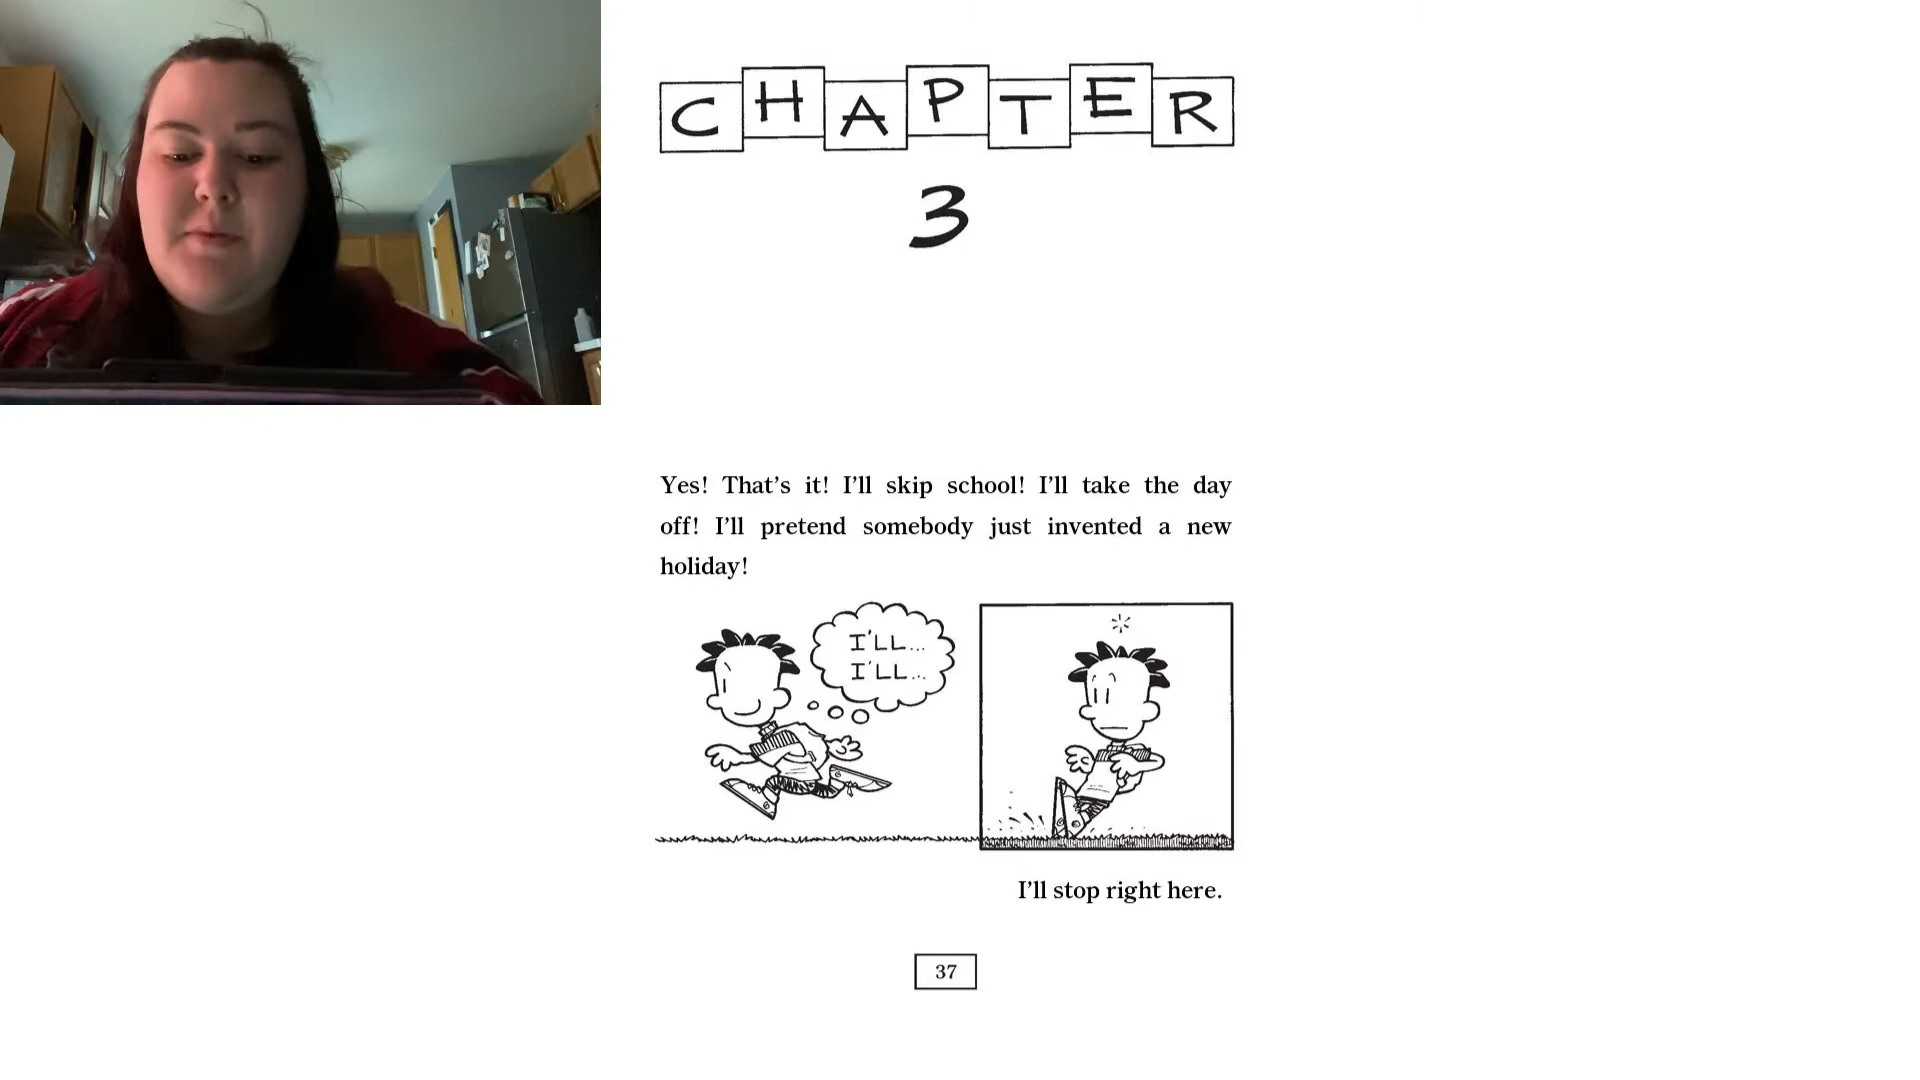 CHAPTER
3
Yes! That’s it! I’ll skip school! I’ll take the day
off! I’ll pretend somebody just invented a new
holiday!
I'LL...
I'LL...
I’ll stop right here.
37